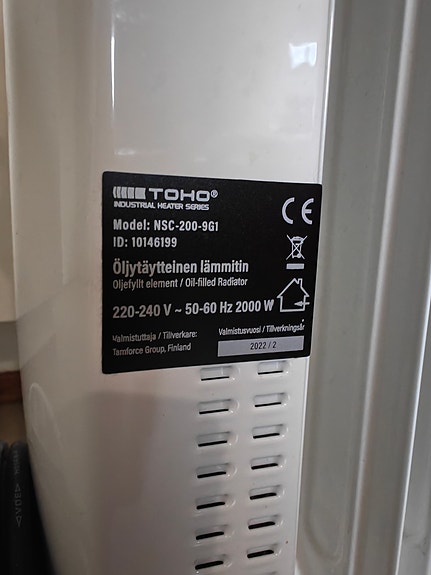 TOHO®
INDUSTRIAL HEATER SERIES
CE
Model: NSC-200-9G1
ID: 10146199
Öljytäytteinen lämmitin
Oljefyllt element / Oil-filled Radiator
220-240 V ~ 50-60 Hz 2000 W
Valmistuttaja / Tillverkare:
Tamforce Group, Finland
Valmistusvuosi / Tillverkningsår
2022 / 2